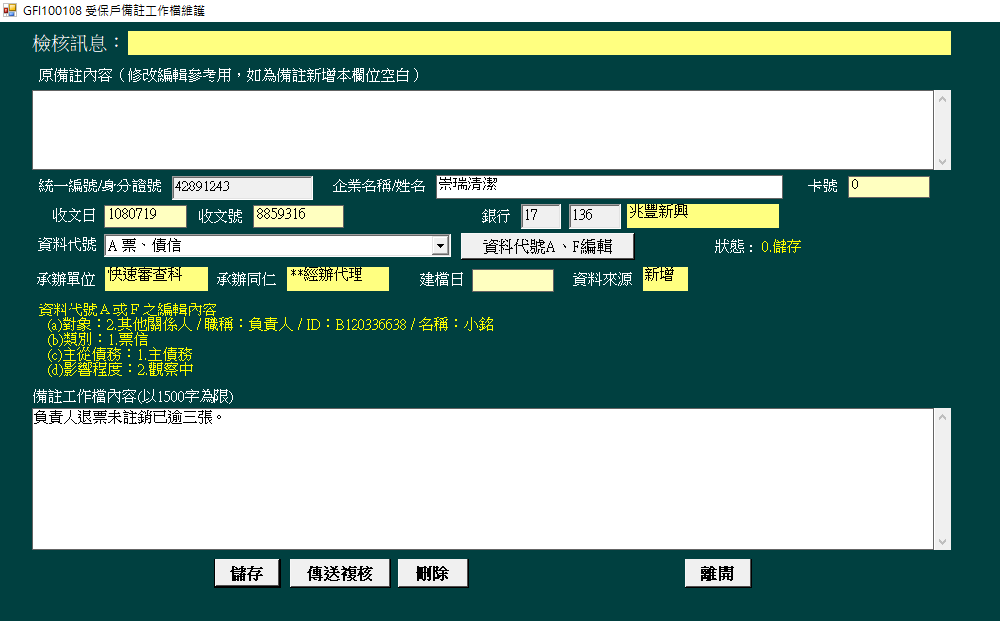 GFI100108 受保戶備註工作檔維護
檢核訊息：
原備註內容（修改編輯參考用，如為備註新增本欄位空白）
統一編號/身分證號 42891243 企業名稱/姓名 崇瑞清潔 卡號 0
收文日 1080719 收文號 8859316 銀行 17 136 兆豐新興
資料代號 A 票、債信 資料代號A、F編輯 狀態： 0.儲存
承辦單位 快速審查科 承辦同仁 **經辦代理 建檔日 資料來源 新增
資料代號Ａ或Ｆ之編輯內容
(a)對象：2.其他關係人 / 職稱：負責人 / ID：B120336638 / 名稱：小銘
(b)類別：1.票信
(c)主從債務：1.主債務
(d)影響程度：2.觀察中
備註工作檔內容(以1500字為限)
負責人退票未註銷已逾三張。
儲存 傳送複核 刪除 離開